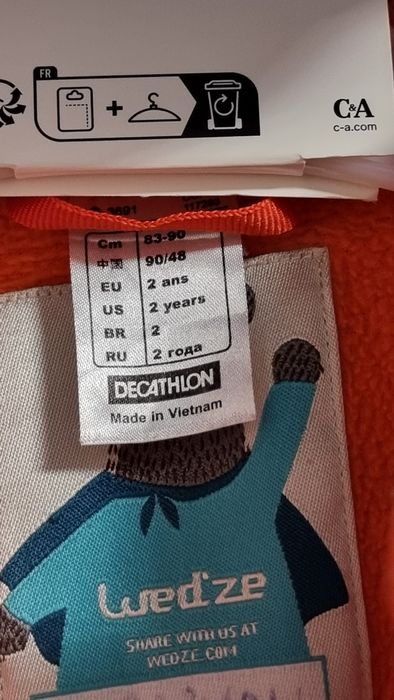 FR
+
C&A
c-a.com
Cm 83-90
中国 90/48
EU 2 ans
US 2 years
BR 2
RU 2 года
DECATHLON
Made in Vietnam
wed'ze
SHARE WITH US AT
WEDZE.COM